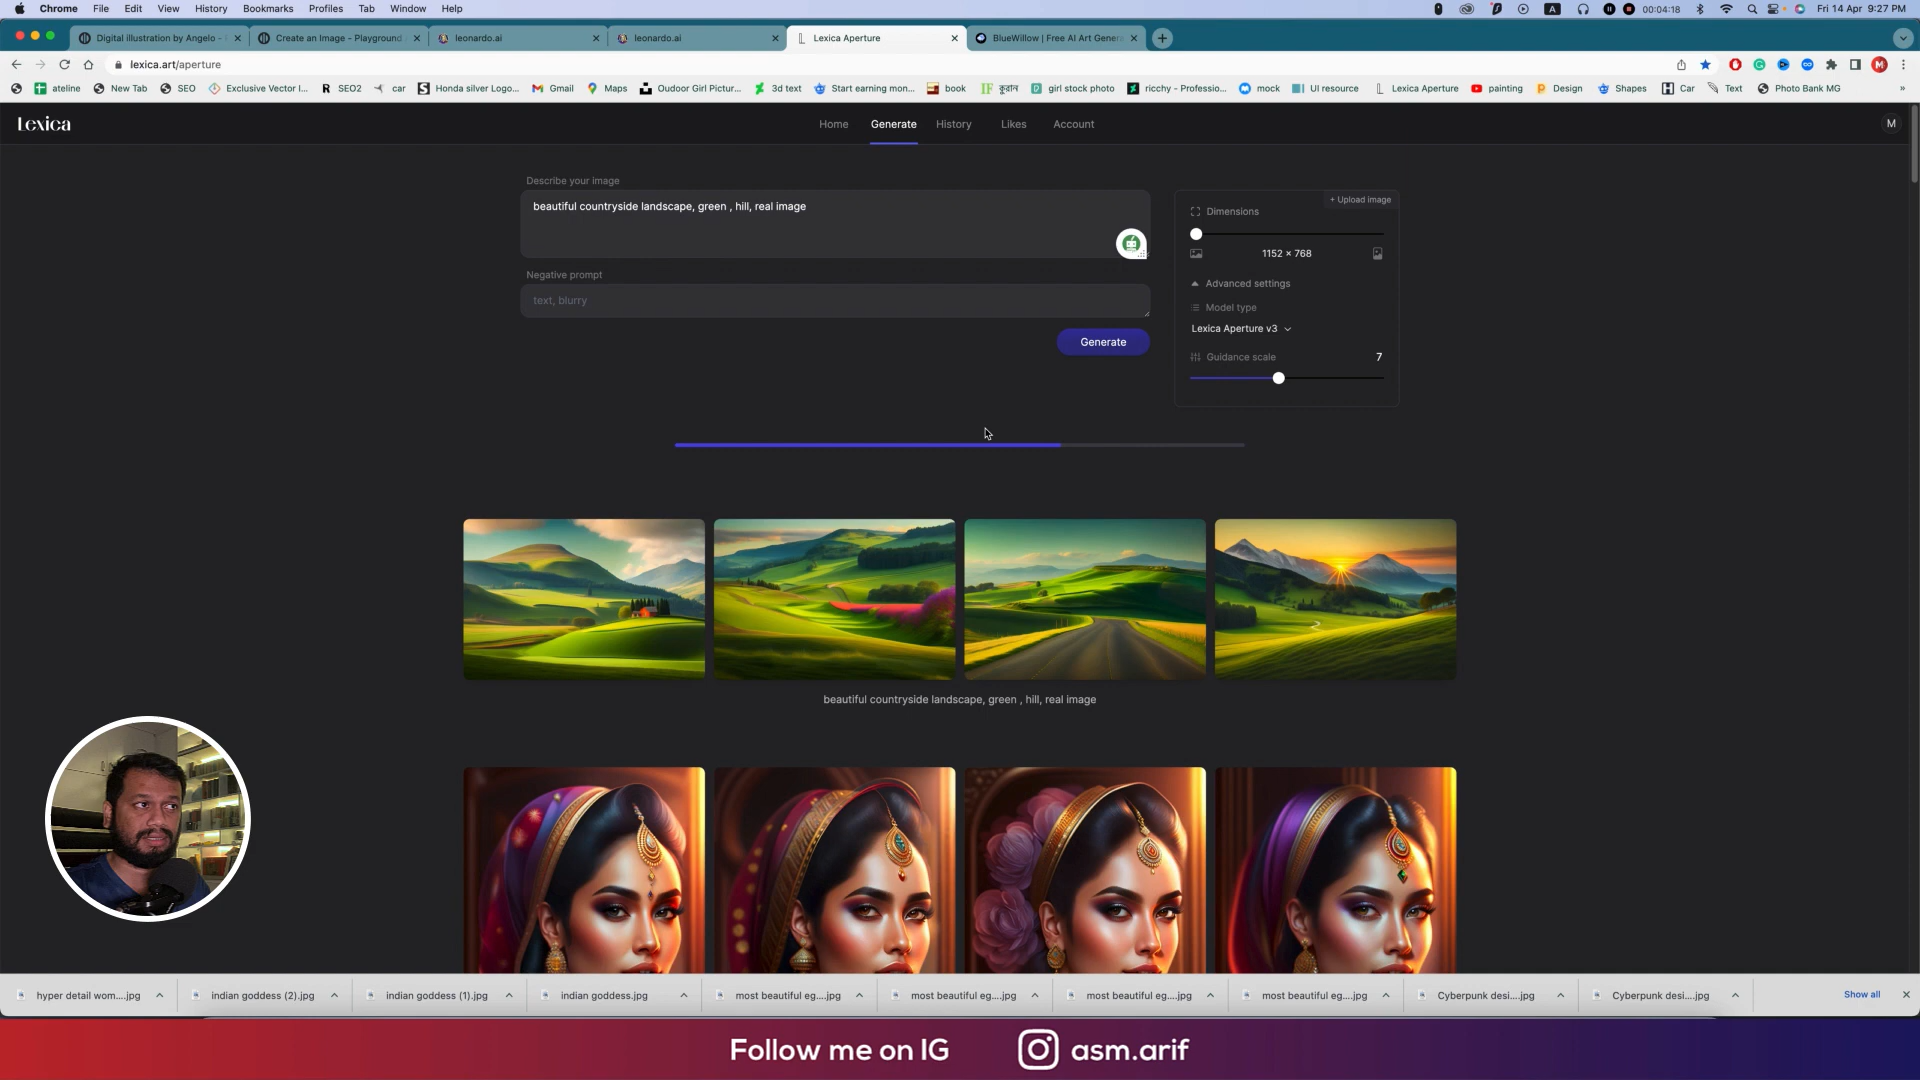 Chrome File Edit View History Bookmarks Profiles Tab Window Help
A 00:04:18 Fri 14 Apr 9:27 PM
Digital illustration by Angelo -
Create an Image - Playground
leonardo.ai
leonardo.ai
Lexica Aperture
BlueWillow | Free AI Art Genera
lexica.art/aperture
M
ateline New Tab SEO Exclusive Vector I... SEO2 car Honda silver Logo... Gmail Maps Oudoor Girl Pictur... 3d text Start earning mon... book কুরআন girl stock photo ricchy - Professio... mock UI resource Lexica Aperture painting Design Shapes Car Text Photo Bank MG »
Lexica
Home Generate History Likes Account
M
Describe your image
beautiful countryside landscape, green , hill, real image
+ Upload image
Dimensions
1152 × 768
Negative prompt
text, blurry
Advanced settings
Model type
Lexica Aperture v3
Generate
Guidance scale 7
beautiful countryside landscape, green , hill, real image
hyper detail wom....jpg
indian goddess (2).jpg
indian goddess (1).jpg
indian goddess.jpg
most beautiful eg....jpg
most beautiful eg....jpg
most beautiful eg....jpg
most beautiful eg....jpg
Cyberpunk desi....jpg
Cyberpunk desi....jpg
Show all
Follow me on IG asm.arif